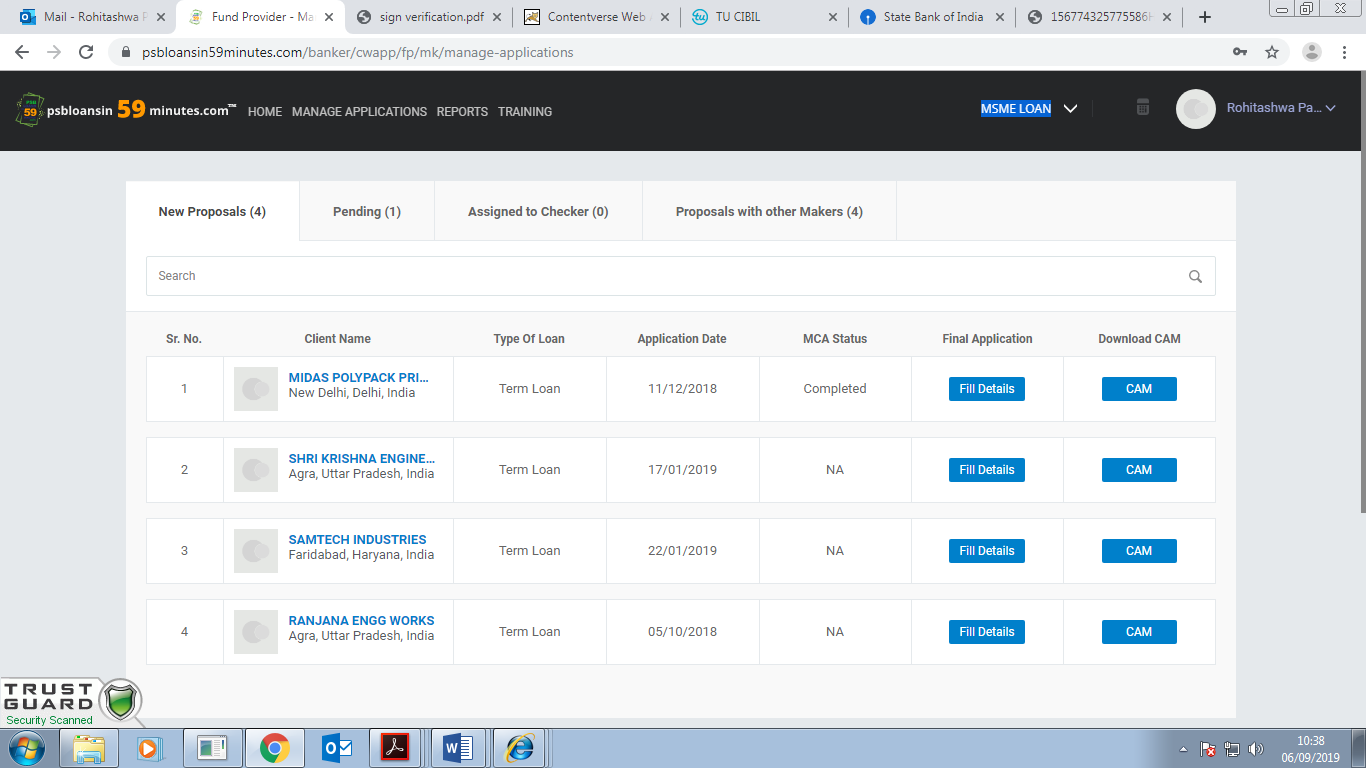 Mail - Rohitashwa P
Fund Provider - Ma
sign verification.pdf
Contentverse Web
TU CIBIL
State Bank of India
psbloansin59minutes.com/banker/cwapp/fp/mk/manage-applications
psbloansin 59 minutes.com™ HOME MANAGE APPLICATIONS REPORTS TRAINING MSME LOAN Rohitashwa Pa...
New Proposals (4) Pending (1) Assigned to Checker (0) Proposals with other Makers (4)
Search
Sr. No. Client Name Type Of Loan Application Date MCA Status Final Application Download CAM
1 MIDAS POLYPACK PRI... Term Loan 11/12/2018 Completed Fill Details CAM
New Delhi, Delhi, India
2 SHRI KRISHNA ENGINE... Term Loan 17/01/2019 NA Fill Details CAM
Agra, Uttar Pradesh, India
3 SAMTECH INDUSTRIES Term Loan 22/01/2019 NA Fill Details CAM
Faridabad, Haryana, India
4 RANJANA ENGG WORKS Term Loan 05/10/2018 NA Fill Details CAM
Agra, Uttar Pradesh, India
TRUST
GUARD
Security Scanned
10:38
06/09/2019